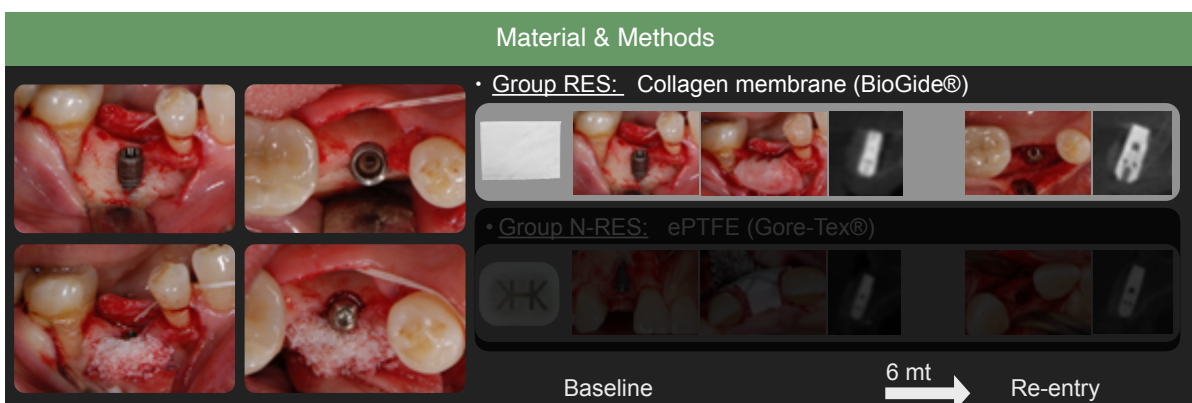 Material & Methods
• Group RES: Collagen membrane (BioGide®)
• Group N-RES: ePTFE (Gore-Tex®)
6 mt
Baseline
Re-entry